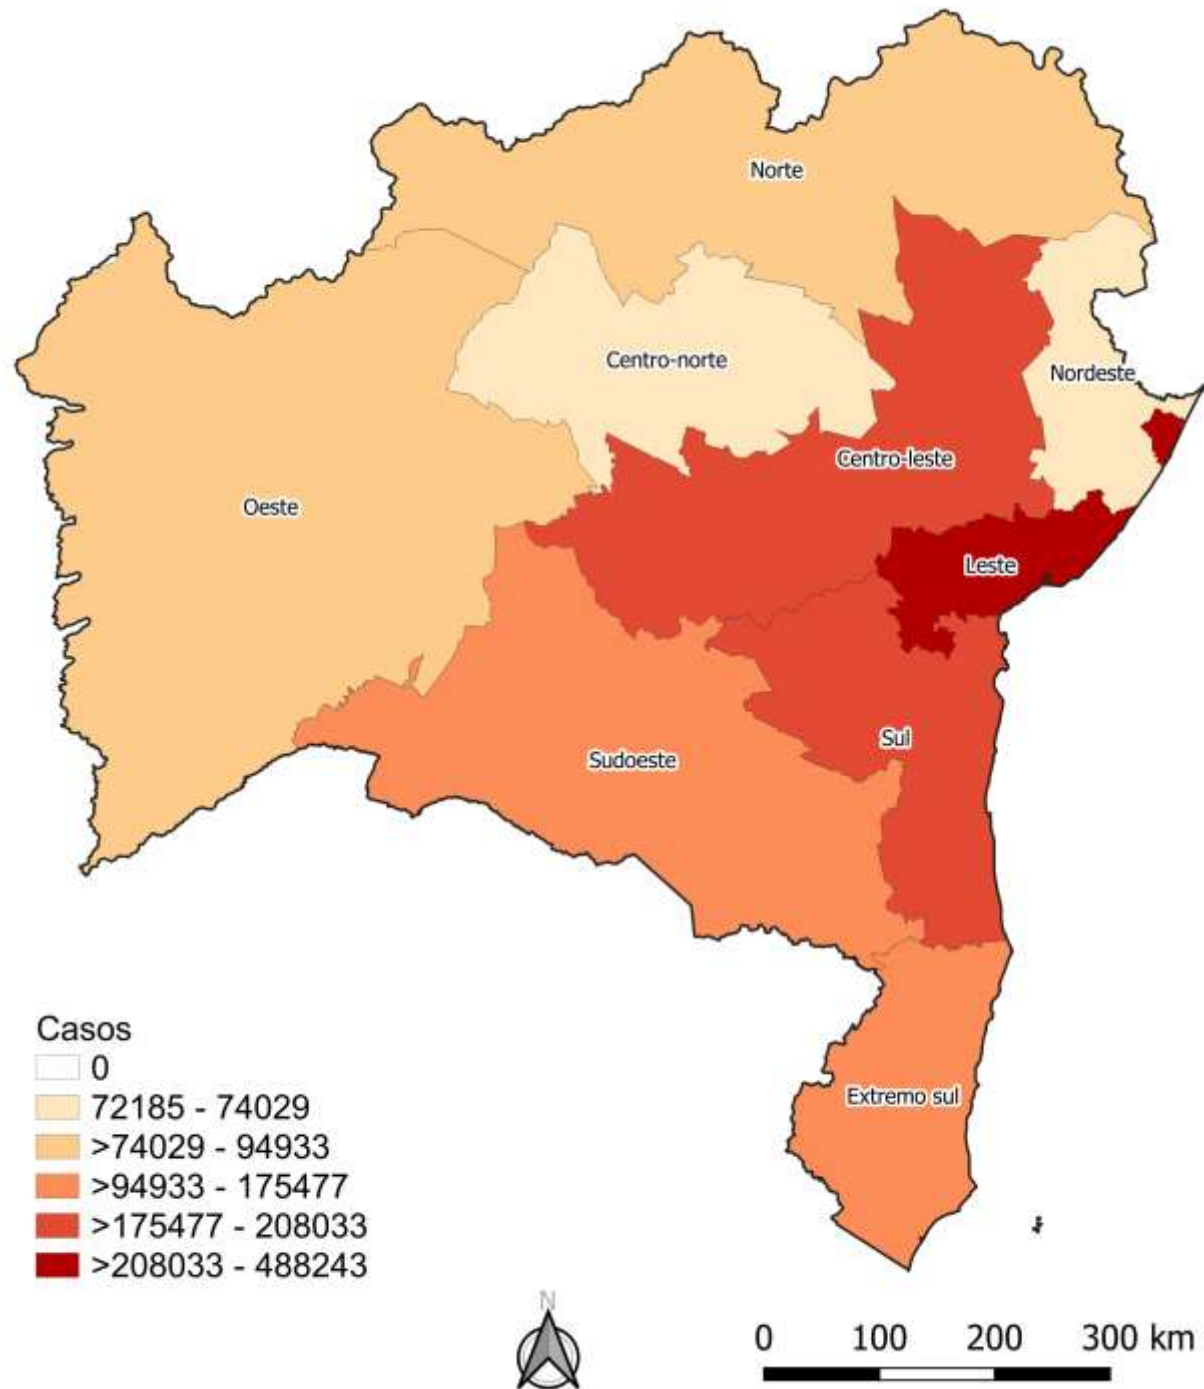 Norte
Centro-norte
Nordeste
Centro-leste
Oeste
Leste
Sul
Sudoeste
Extremo sul
Casos
0
72185 - 74029
>74029 - 94933
>94933 - 175477
>175477 - 208033
>208033 - 488243
N
0 100 200 300 km